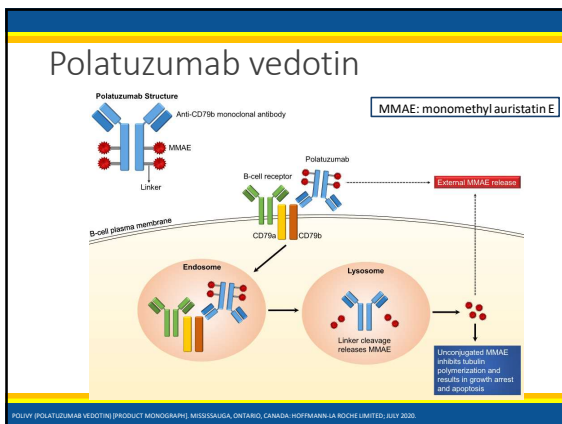 Polatuzumab vedotin
Polatuzumab Structure
MMAE: monomethyl auristatin E
Anti-CD79b monoclonal antibody
MMAE
Linker
Polatuzumab
B-cell receptor
External MMAE release
B-cell plasma membrane
CD79a
CD79b
Endosome
Lysosome
Linker cleavage
releases MMAE
Unconjugated MMAE
inhibits tubulin
polymerization and
results in growth arrest
and apoptosis
POLIVY (POLATUZUMAB VEDOTIN) [PRODUCT MONOGRAPH]. MISSISSAUGA, ONTARIO, CANADA: HOFFMANN-LA ROCHE LIMITED; JULY 2020.